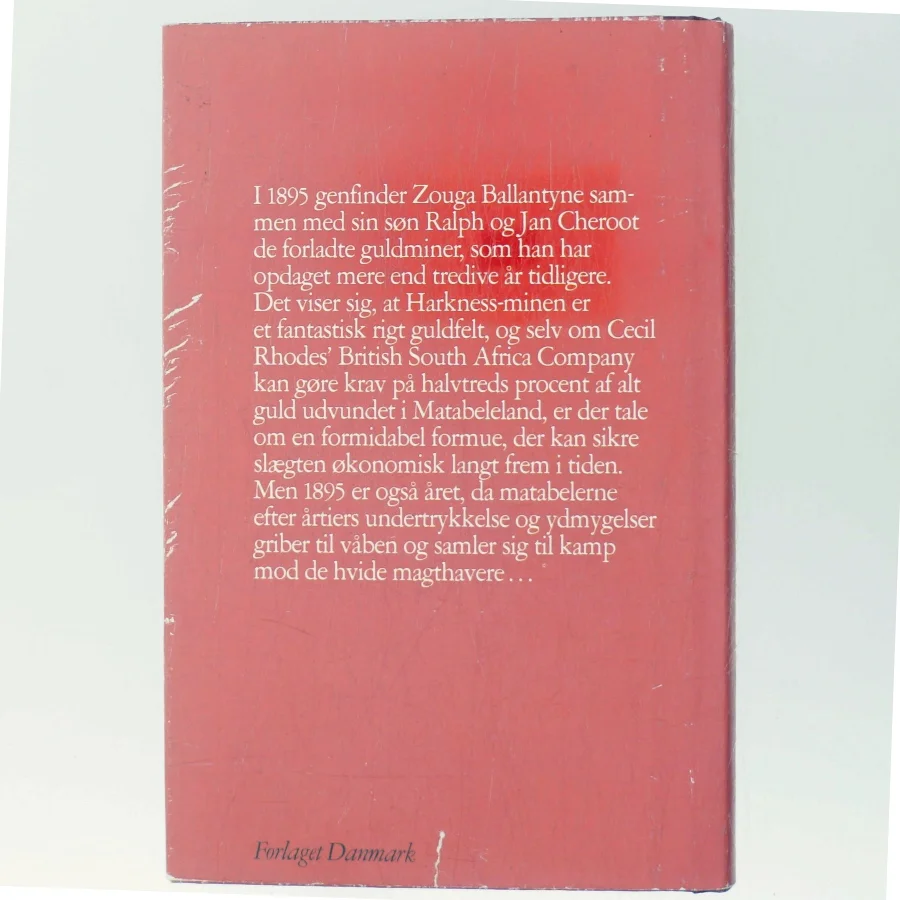 I 1895 genfinder Zouga Ballantyne sam-
men med sin søn Ralph og Jan Cheroot
de forladte guldminer, som han har
opdaget mere end tredive år tidligere.
Det viser sig, at Harkness-minen er
et fantastisk rigt guldfelt, og selv om Cecil
Rhodes’ British South Africa Company
kan gøre krav på halvtreds procent af alt
guld udvundet i Matabeleland, er der tale
om en formidabel formue, der kan sikre
slægten økonomisk langt frem i tiden.
Men 1895 er også året, da matabelerne
efter årtiers undertrykkelse og ydmygelser
griber til våben og samler sig til kamp
mod de hvide magthavere...
Forlaget Danmark